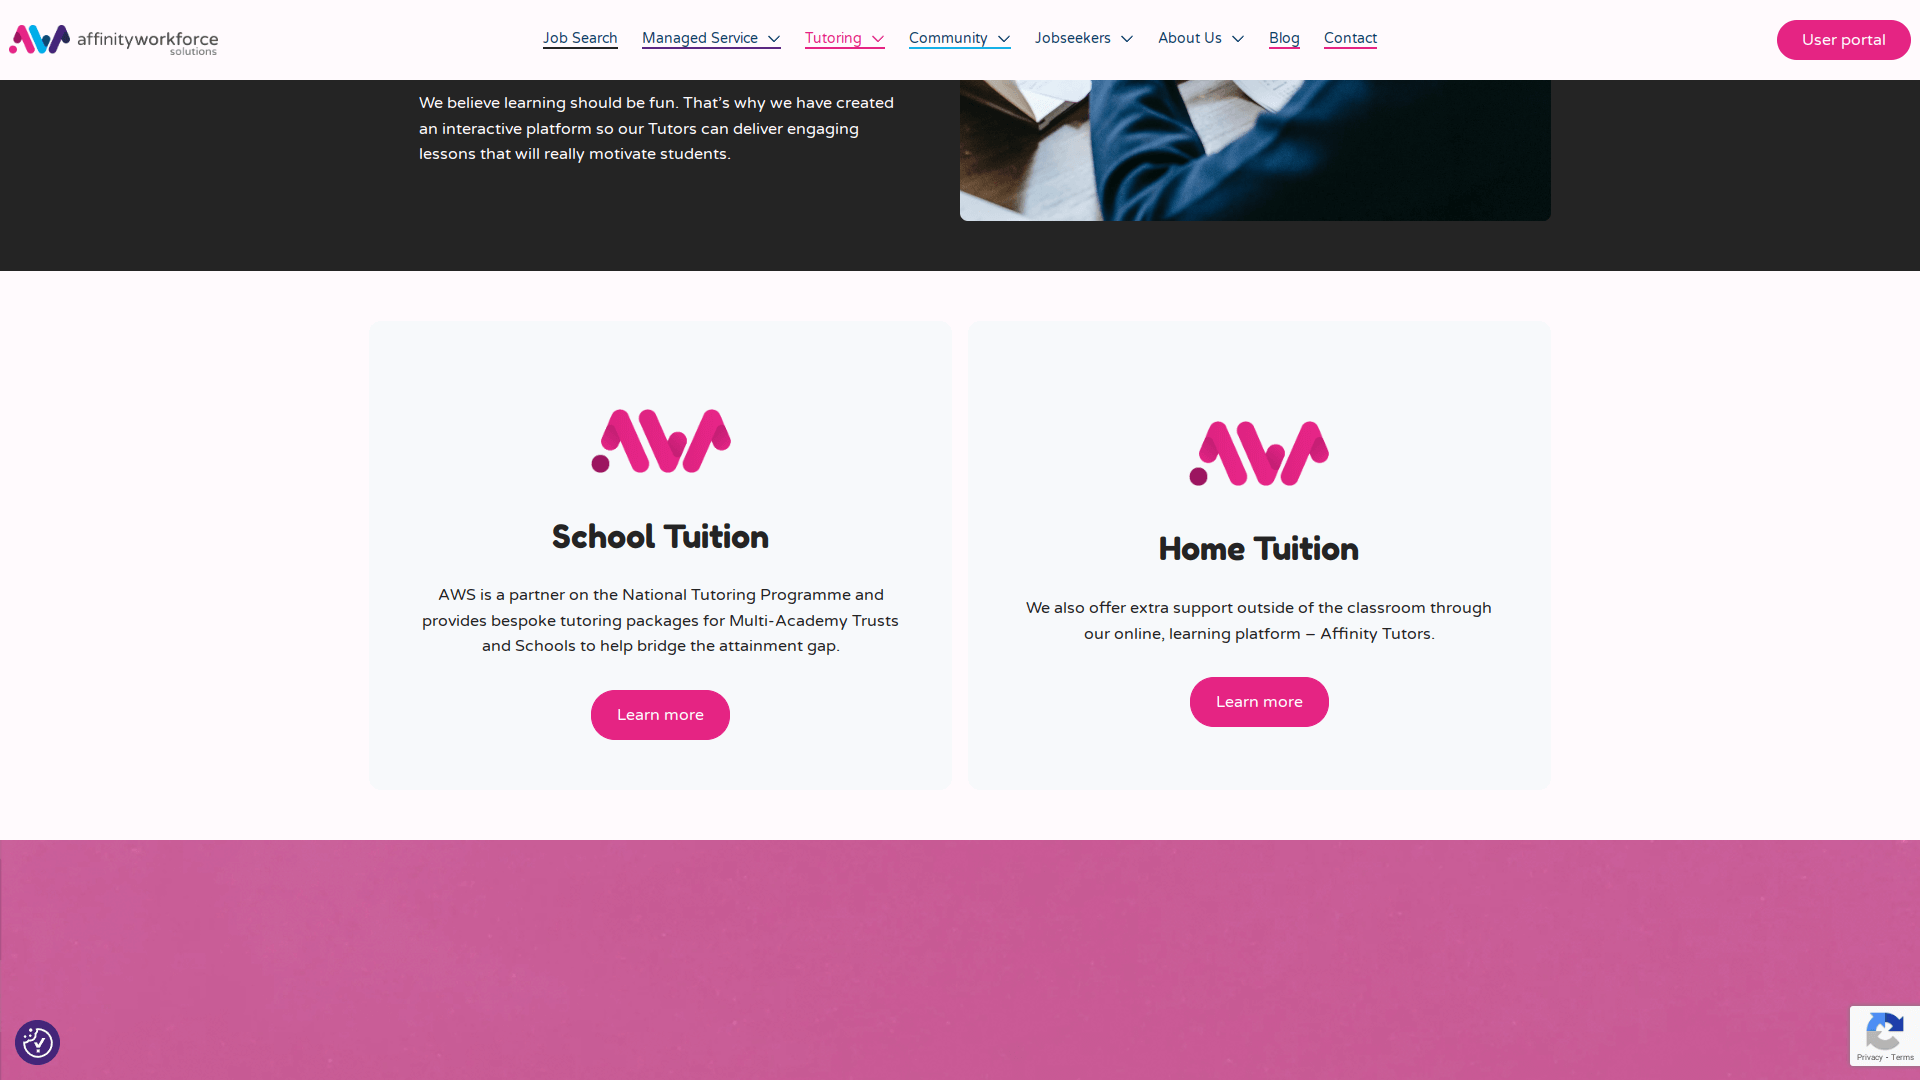 affinityworkforce
solutions
Job Search
Managed Service
Tutoring
Community
Jobseekers
About Us
Blog
Contact
User portal
We believe learning should be fun. That’s why we have created
an interactive platform so our Tutors can deliver engaging
lessons that will really motivate students.
School Tuition
AWS is a partner on the National Tutoring Programme and
provides bespoke tutoring packages for Multi-Academy Trusts
and Schools to help bridge the attainment gap.
Learn more
Home Tuition
We also offer extra support outside of the classroom through
our online, learning platform – Affinity Tutors.
Learn more
Privacy - Terms